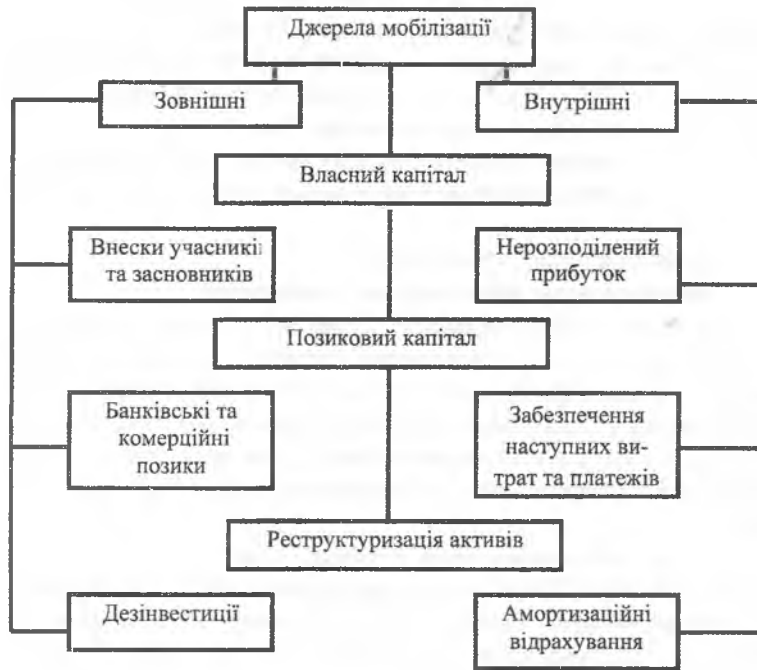 Джерела мобілізації
Зовнішні
Внутрішні
Власний капітал
Внески учасникі
та засновників
Нерозподілений
прибуток
Позиковий капітал
Банківські та
комерційні
позики
Забезпечення
наступних ви-
трат та платежів
Реструктуризація активів
Дезінвестиції
Амортизаційні
відрахування